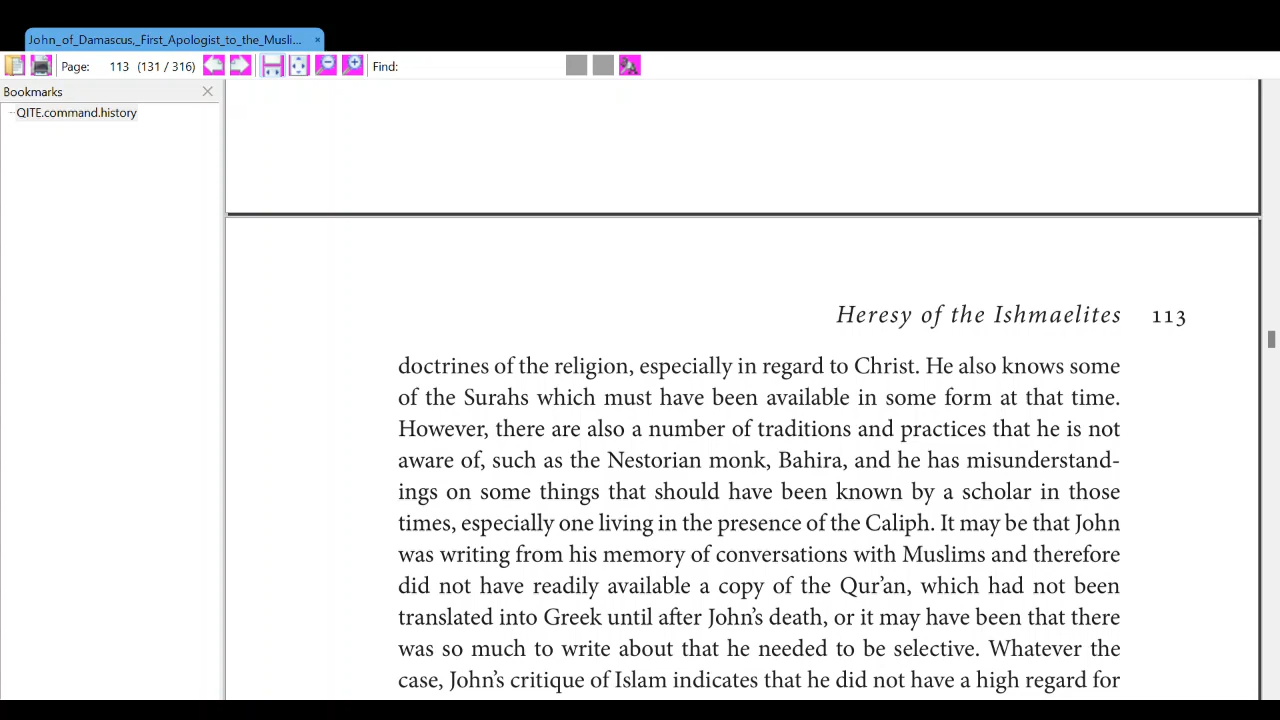 John_of_Damascus,_First_Apologist_to_the_Musli...
Page: 113 (131 / 316) Find:
Bookmarks
QITE.command.history
Heresy of the Ishmaelites 113
doctrines of the religion, especially in regard to Christ. He also knows some
of the Surahs which must have been available in some form at that time.
However, there are also a number of traditions and practices that he is not
aware of, such as the Nestorian monk, Bahira, and he has misunderstand-
ings on some things that should have been known by a scholar in those
times, especially one living in the presence of the Caliph. It may be that John
was writing from his memory of conversations with Muslims and therefore
did not have readily available a copy of the Qur’an, which had not been
translated into Greek until after John’s death, or it may have been that there
was so much to write about that he needed to be selective. Whatever the
case, John’s critique of Islam indicates that he did not have a high regard for